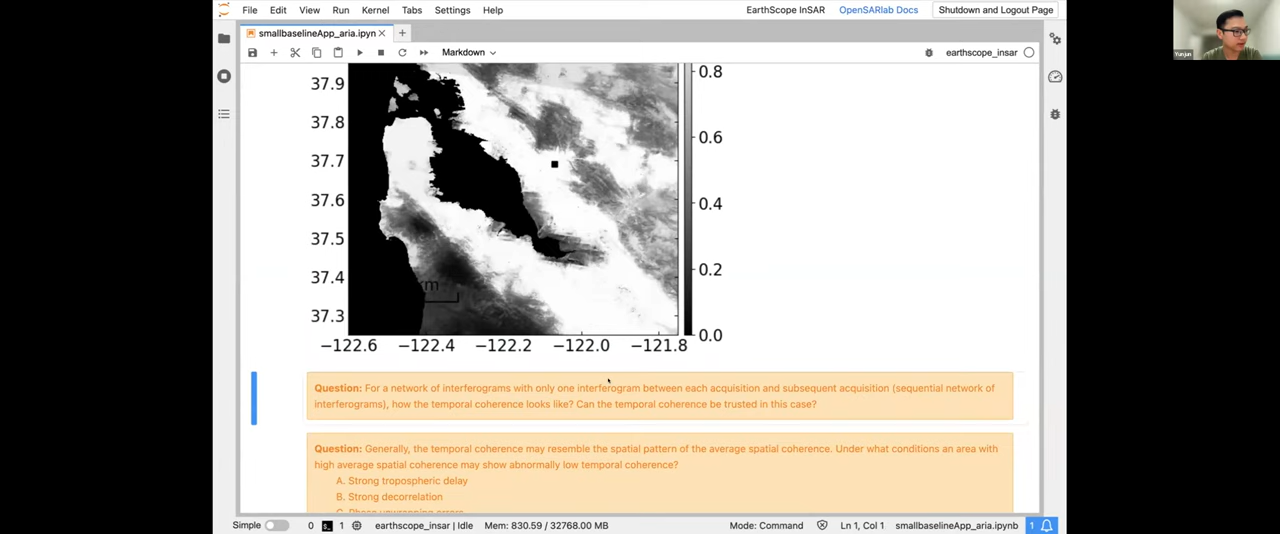 File Edit View Run Kernel Tabs Settings Help EarthScope InSAR OpenSARlab Docs Shutdown and Logout Page
smallbaselineApp_aria.ipyn
Markdown earthscope_insar
37.9
37.8
37.7
37.6
37.5
37.4
37.3
km
−122.6 −122.4 −122.2 −122.0 −121.8
0.8
0.6
0.4
0.2
0.0
Question: For a network of interferograms with only one interferogram between each acquisition and subsequent acquisition (sequential network of
interferograms), how the temporal coherence looks like? Can the temporal coherence be trusted in this case?
Question: Generally, the temporal coherence may resemble the spatial pattern of the average spatial coherence. Under what conditions an area with
high average spatial coherence may show abnormally low temporal coherence?
A. Strong tropospheric delay
B. Strong decorrelation
C. Phase unwrapping errors
Simple 0 1 earthscope_insar | Idle Mem: 830.59 / 32768.00 MB Mode: Command Ln 1, Col 1 smallbaselineApp_aria.ipynb 1
Yunjun